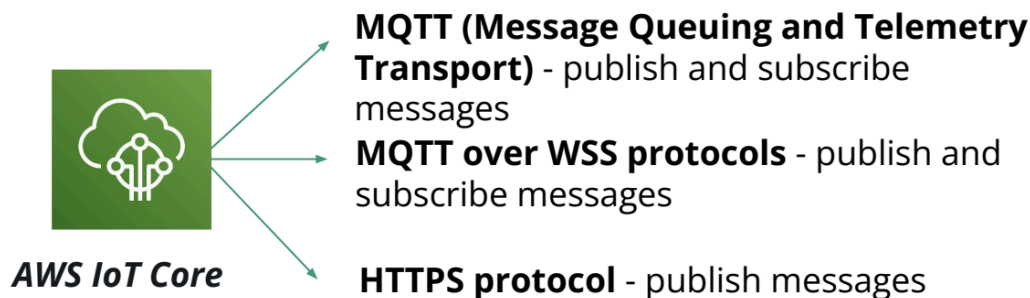 MQTT (Message Queuing and Telemetry
Transport) - publish and subscribe
messages
MQTT over WSS protocols - publish and
subscribe messages
AWS IoT Core
HTTPS protocol - publish messages